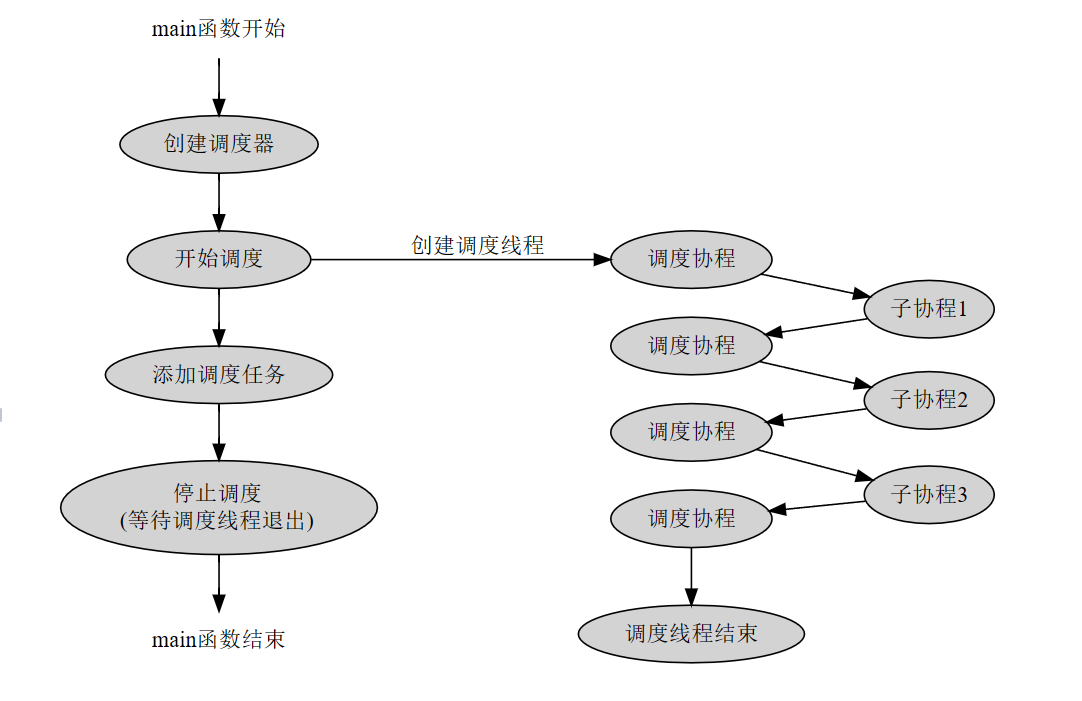 main函数开始
创建调度器
开始调度
创建调度线程
添加调度任务
停止调度
(等待调度线程退出)
main函数结束
调度协程
子协程1
调度协程
子协程2
调度协程
子协程3
调度协程
调度线程结束